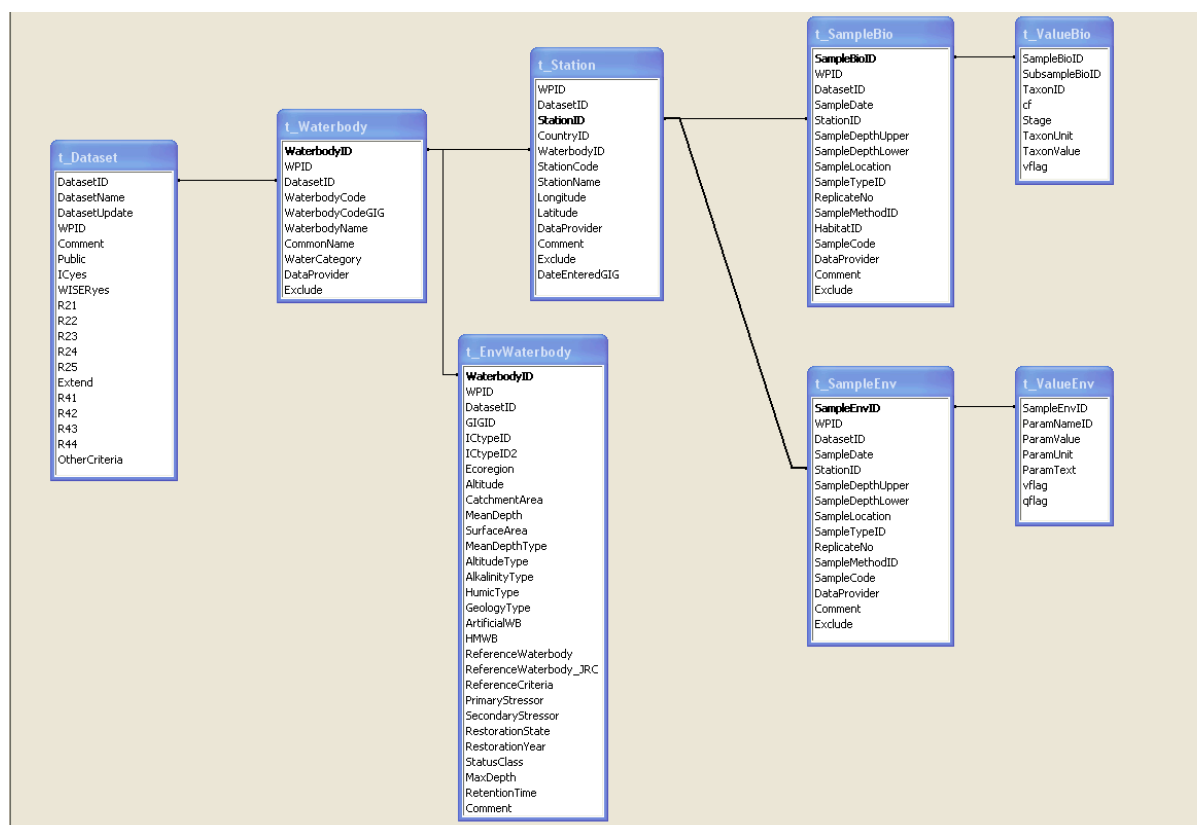 t_Dataset
DatasetID
DatasetName
DatasetUpdate
WPID
Comment
Public
ICyes
WISERyes
R21
R22
R23
R24
R25
Extend
R41
R42
R43
R44
OtherCriteria
t_Waterbody
WaterbodyID
WPID
DatasetID
WaterbodyCode
WaterbodyCodeGIG
WaterbodyName
CommonName
WaterCategory
DataProvider
Exclude
t_Station
WPID
DatasetID
StationID
CountryID
WaterbodyID
StationCode
StationName
Longitude
Latitude
DataProvider
Comment
Exclude
DateEnteredGIG
t_EnvWaterbody
WaterbodyID
WPID
DatasetID
GIGID
ICtypeID
ICtypeID2
Ecoregion
Altitude
CatchmentArea
MeanDepth
SurfaceArea
MeanDepthType
AltitudeType
AlkalinityType
HumicType
GeologyType
ArtificialWB
HMWB
ReferenceWaterbody
ReferenceWaterbody_JRC
ReferenceCriteria
PrimaryStressor
SecondaryStressor
RestorationState
RestorationYear
StatusClass
MaxDepth
RetentionTime
Comment
t_SampleBio
SampleBioID
WPID
DatasetID
SampleDate
StationID
SampleDepthUpper
SampleDepthLower
SampleLocation
SampleTypeID
ReplicateNo
SampleMethodID
HabitatID
SampleCode
DataProvider
Comment
Exclude
t_ValueBio
SampleBioID
SubsampleBioID
TaxonID
cf
Stage
TaxonUnit
TaxonValue
vflag
t_SampleEnv
SampleEnvID
WPID
DatasetID
SampleDate
StationID
SampleDepthUpper
SampleDepthLower
SampleLocation
SampleTypeID
ReplicateNo
SampleMethodID
SampleCode
DataProvider
Comment
Exclude
t_ValueEnv
SampleEnvID
ParamNameID
ParamValue
ParamUnit
ParamText
vflag
qflag